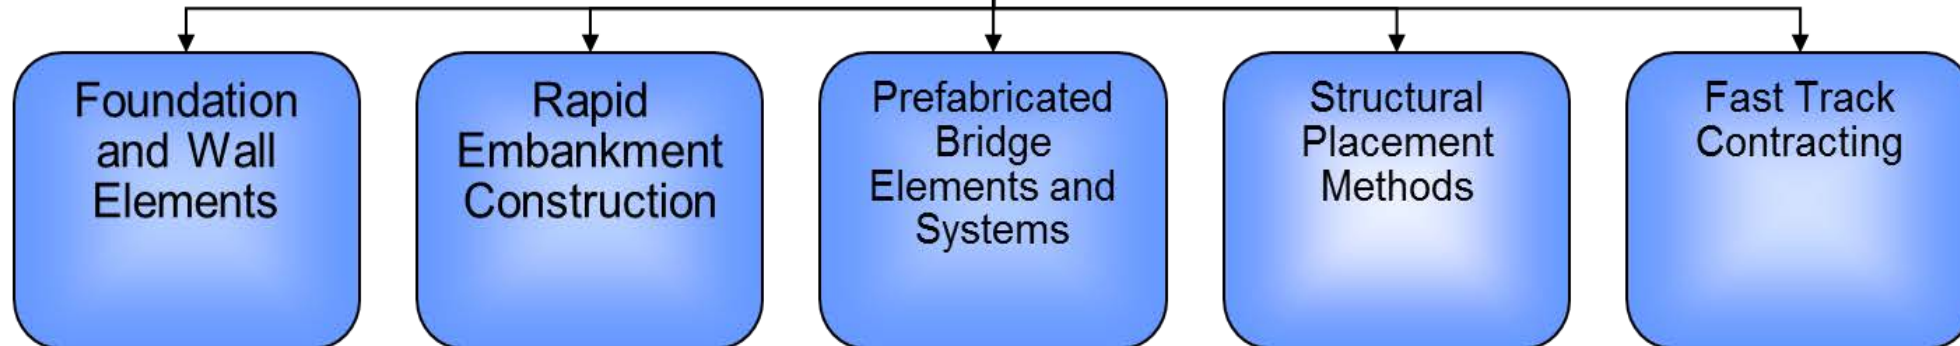 Foundation
and Wall
Elements
Rapid
Embankment
Construction
Prefabricated
Bridge
Elements and
Systems
Structural
Placement
Methods
Fast Track
Contracting